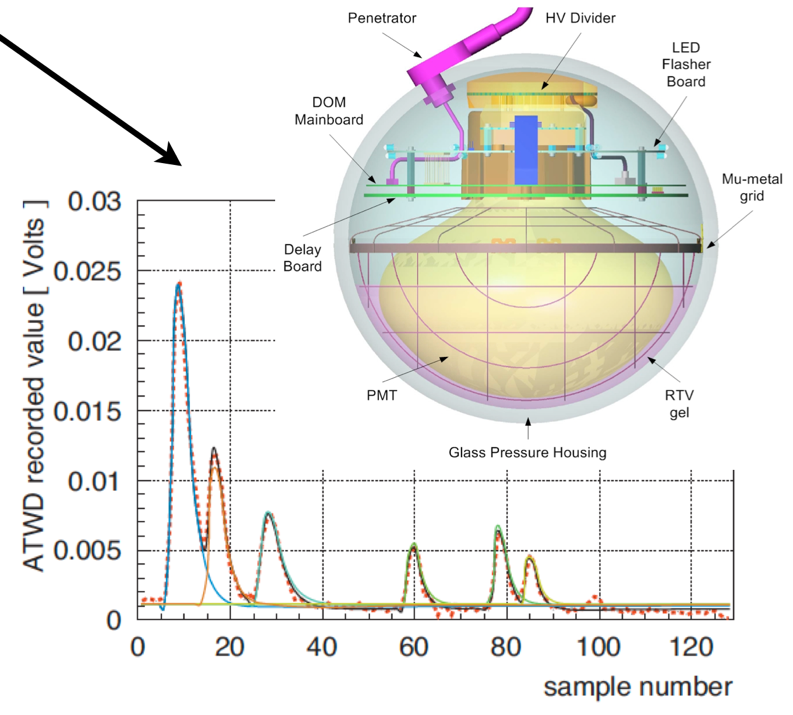 Penetrator
HV Divider
LED
Flasher
Board
DOM
Mainboard
Mu-metal
grid
Delay
Board
PMT
RTV
gel
Glass Pressure Housing
ATWD recorded value [ Volts ]
0.03
0.025
0.02
0.015
0.01
0.005
0
0 20 40 60 80 100 120
sample number